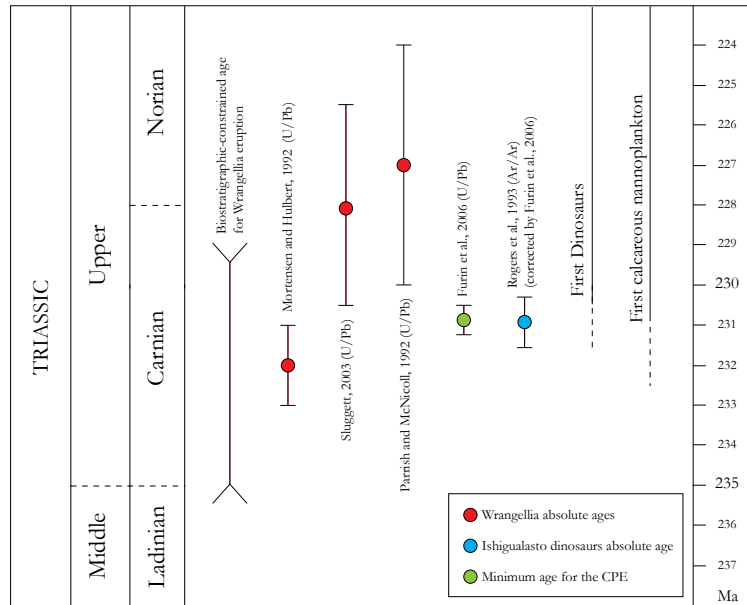 TRIASSIC
Upper
Middle
Norian
Carnian
Ladinian
Biostratigraphic-constrained age
for Wrangellia eruption
Mortensen and Hulbert, 1992 (U/Pb)
Sluggett, 2003 (U/Pb)
Parrish and McNicoll, 1992 (U/Pb)
Furin et al., 2006 (U/Pb)
Rogers et al., 1993 (Ar/Ar)
(corrected by Furin et al., 2006)
First Dinosaurs
First calcareous nannoplankton
224
225
226
227
228
229
230
231
232
233
234
235
236
237
Ma
Wrangellia absolute ages
Ishigualasto dinosaurs absolute age
Minimum age for the CPE